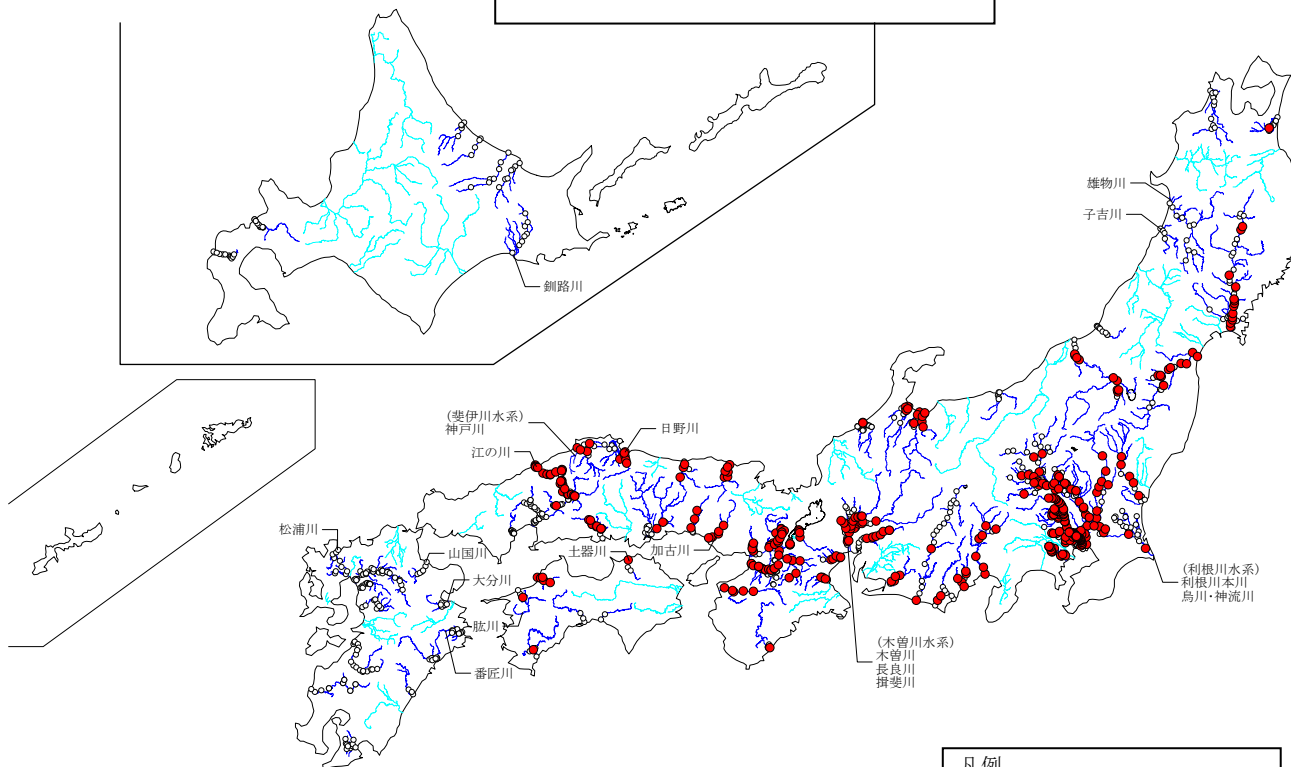 雄物川
子吉川
釧路川
(斐伊川水系)
神戸川
日野川
江の川
松浦川
山国川
土器川
加古川
大分川
(利根川水系)
利根川本川
烏川・神流川
肱川
(木曽川水系)
木曽川
長良川
揖斐川
番匠川
凡例